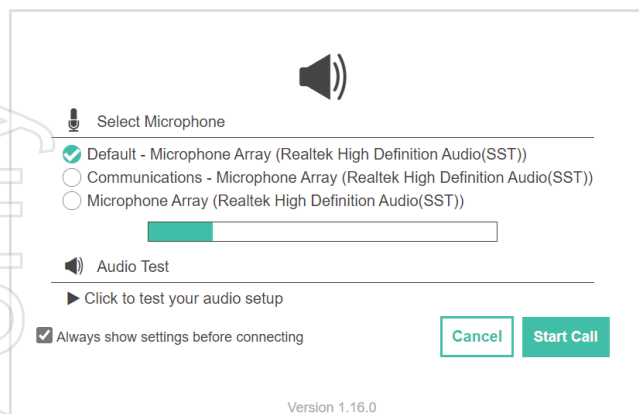 Select Microphone
Default - Microphone Array (Realtek High Definition Audio(SST))
Communications - Microphone Array (Realtek High Definition Audio(SST))
Microphone Array (Realtek High Definition Audio(SST))
Audio Test
Click to test your audio setup
Always show settings before connecting
Cancel
Start Call
Version 1.16.0